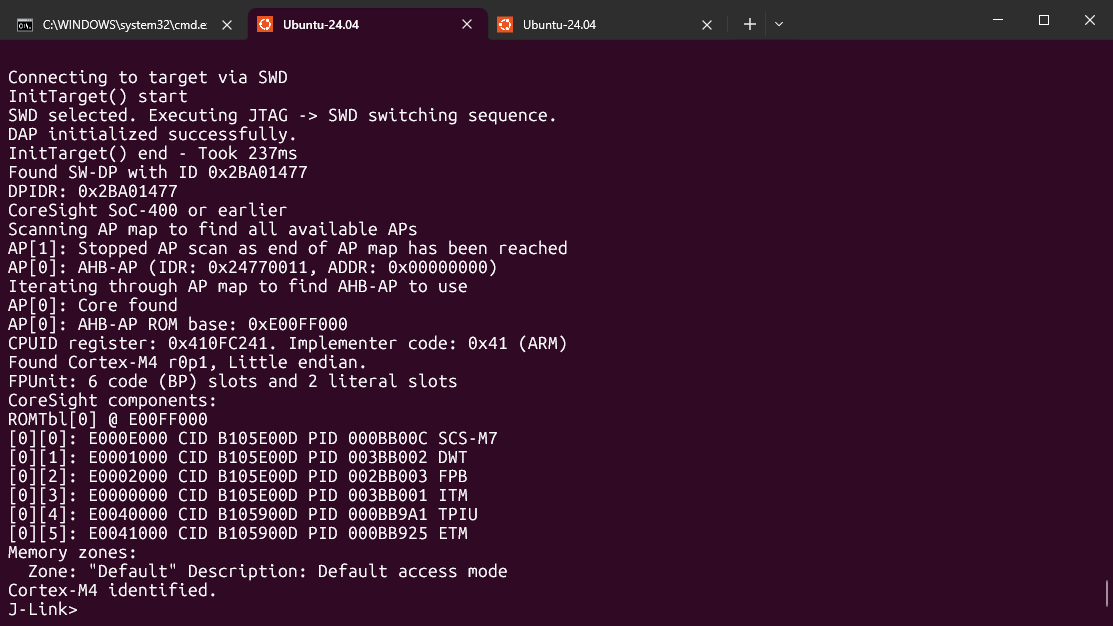 C:\WINDOWS\system32\cmd.e
Ubuntu-24.04
Ubuntu-24.04
Connecting to target via SWD
InitTarget() start
SWD selected. Executing JTAG -> SWD switching sequence.
DAP initialized successfully.
InitTarget() end - Took 237ms
Found SW-DP with ID 0x2BA01477
DPIDR: 0x2BA01477
CoreSight SoC-400 or earlier
Scanning AP map to find all available APs
AP[1]: Stopped AP scan as end of AP map has been reached
AP[0]: AHB-AP (IDR: 0x24770011, ADDR: 0x00000000)
Iterating through AP map to find AHB-AP to use
AP[0]: Core found
AP[0]: AHB-AP ROM base: 0xE00FF000
CPUID register: 0x410FC241. Implementer code: 0x41 (ARM)
Found Cortex-M4 r0p1, Little endian.
FPUnit: 6 code (BP) slots and 2 literal slots
CoreSight components:
ROMTbl[0] @ E00FF000
[0][0]: E000E000 CID B105E00D PID 000BB00C SCS-M7
[0][1]: E0001000 CID B105E00D PID 003BB002 DWT
[0][2]: E0002000 CID B105E00D PID 002BB003 FPB
[0][3]: E0000000 CID B105E00D PID 003BB001 ITM
[0][4]: E0040000 CID B105900D PID 000BB9A1 TPIU
[0][5]: E0041000 CID B105900D PID 000BB925 ETM
Memory zones:
  Zone: "Default" Description: Default access mode
Cortex-M4 identified.
J-Link>